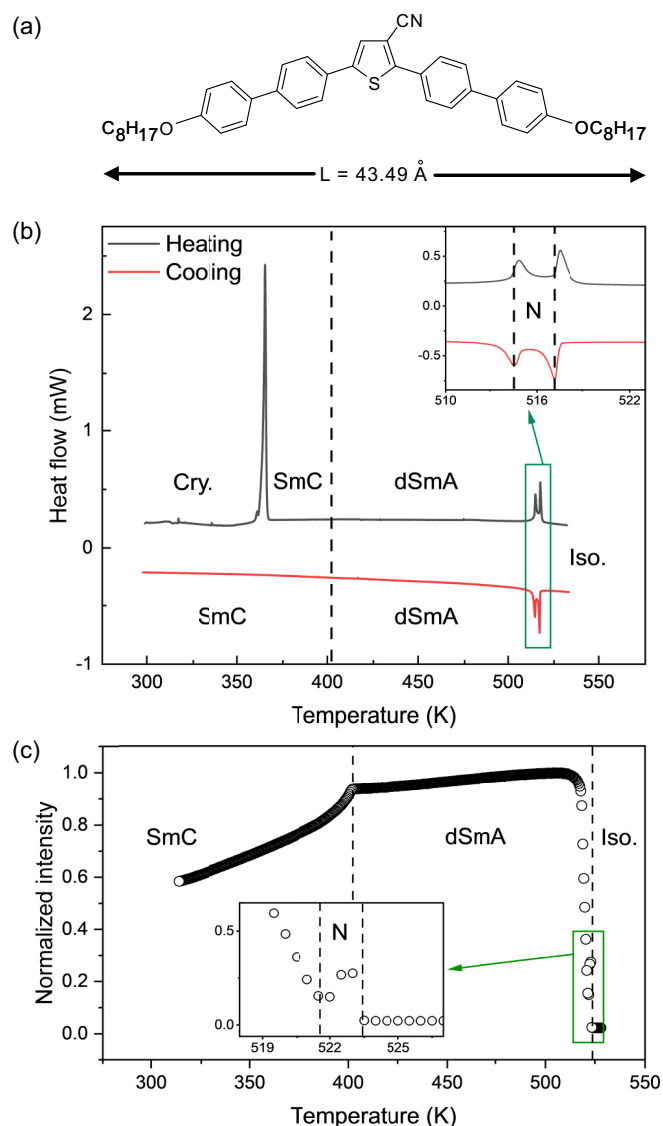 (a)
CN
S
C8H17O
OC8H17
L = 43.49 Å
(b)
Heating
Cooling
Cry.
SmC
dSmA
Iso.
SmC
dSmA
N
0.5
0.0
-0.5
510
516
522
2
1
0
-1
Heat flow (mW)
300
350
400
450
500
550
Temperature (K)
(c)
SmC
dSmA
Iso.
N
0.5
0.0
519
522
525
1.0
0.8
0.6
0.4
0.2
0.0
Normalized intensity
300
350
400
450
500
550
Temperature (K)